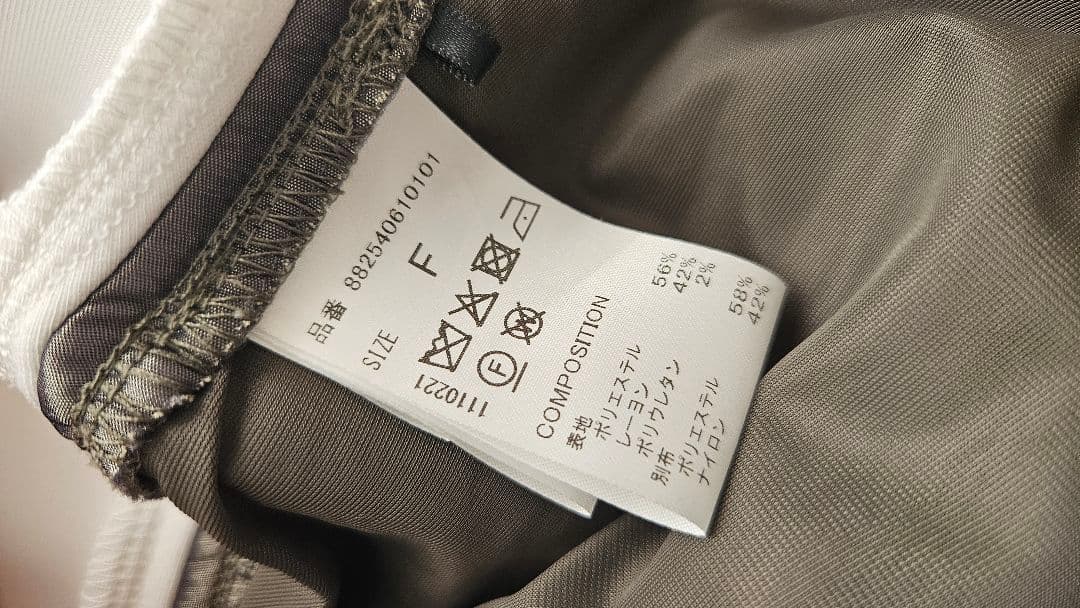 品番 882540610101
SIZE F
1110221
F
COMPOSITION
表地
ポリエステル 56%
レーヨン 42%
ポリウレタン 2%
別布
ポリエステル 58%
ナイロン 42%